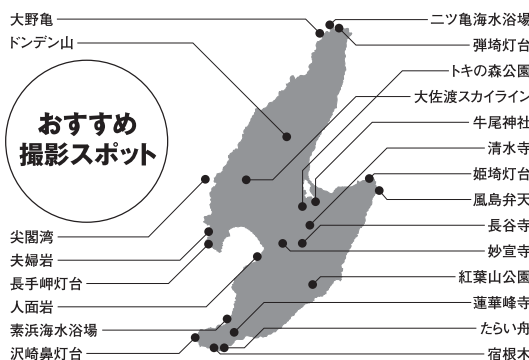 大野亀
ドンデン山
おすすめ
撮影スポット
尖閣湾
夫婦岩
長手岬灯台
人面岩
素浜海水浴場
沢崎鼻灯台
二ツ亀海水浴場
弾埼灯台
トキの森公園
大佐渡スカイライン
牛尾神社
清水寺
姫埼灯台
風島弁天
長谷寺
妙宣寺
紅葉山公園
蓮華峰寺
たらい舟
宿根木